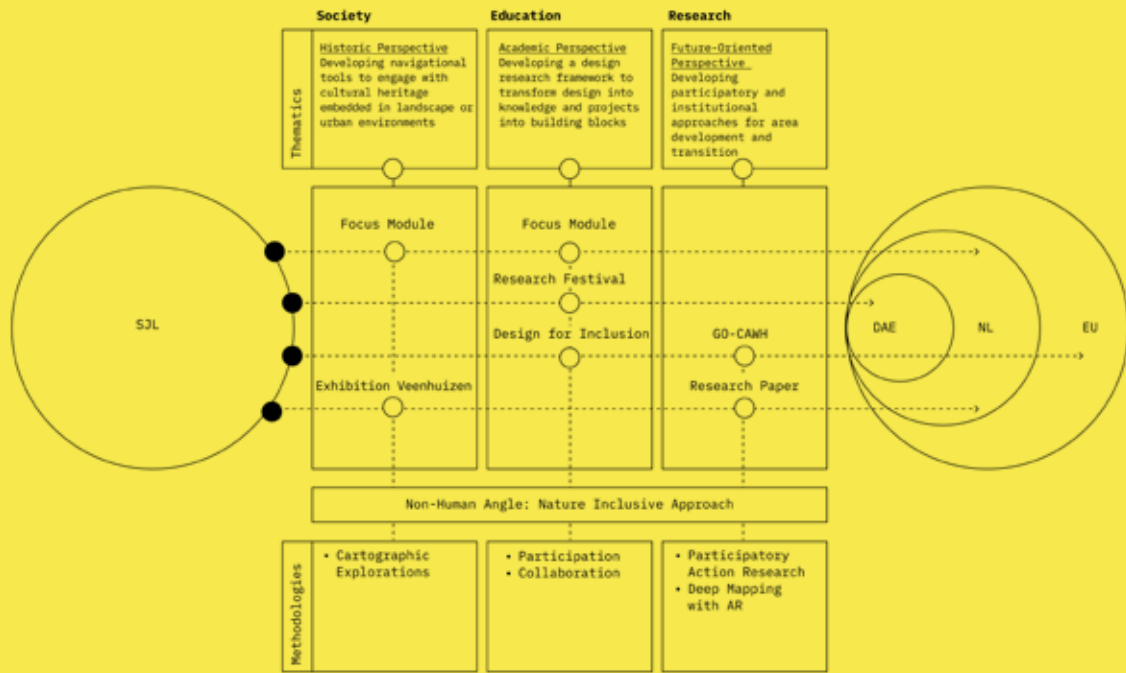 Society
Education
Research
Thematics
Historic Perspective
Developing navigational
tools to engage with
cultural heritage
embedded in landscape or
urban environments
Academic Perspective
Developing a design
research framework to
transform design into
knowledge and projects
into building blocks
Future-Oriented
Perspective
Developing
participatory and
institutional
approaches for area
development and
transition
SJL
Focus Module
Focus Module
Research Festival
Design for Inclusion
GO-CAWH
Exhibition Veenhuizen
Research Paper
DAE
NL
EU
Non-Human Angle: Nature Inclusive Approach
Methodologies
• Cartographic
Explorations
• Participation
• Collaboration
• Participatory
Action Research
• Deep Mapping
with AR